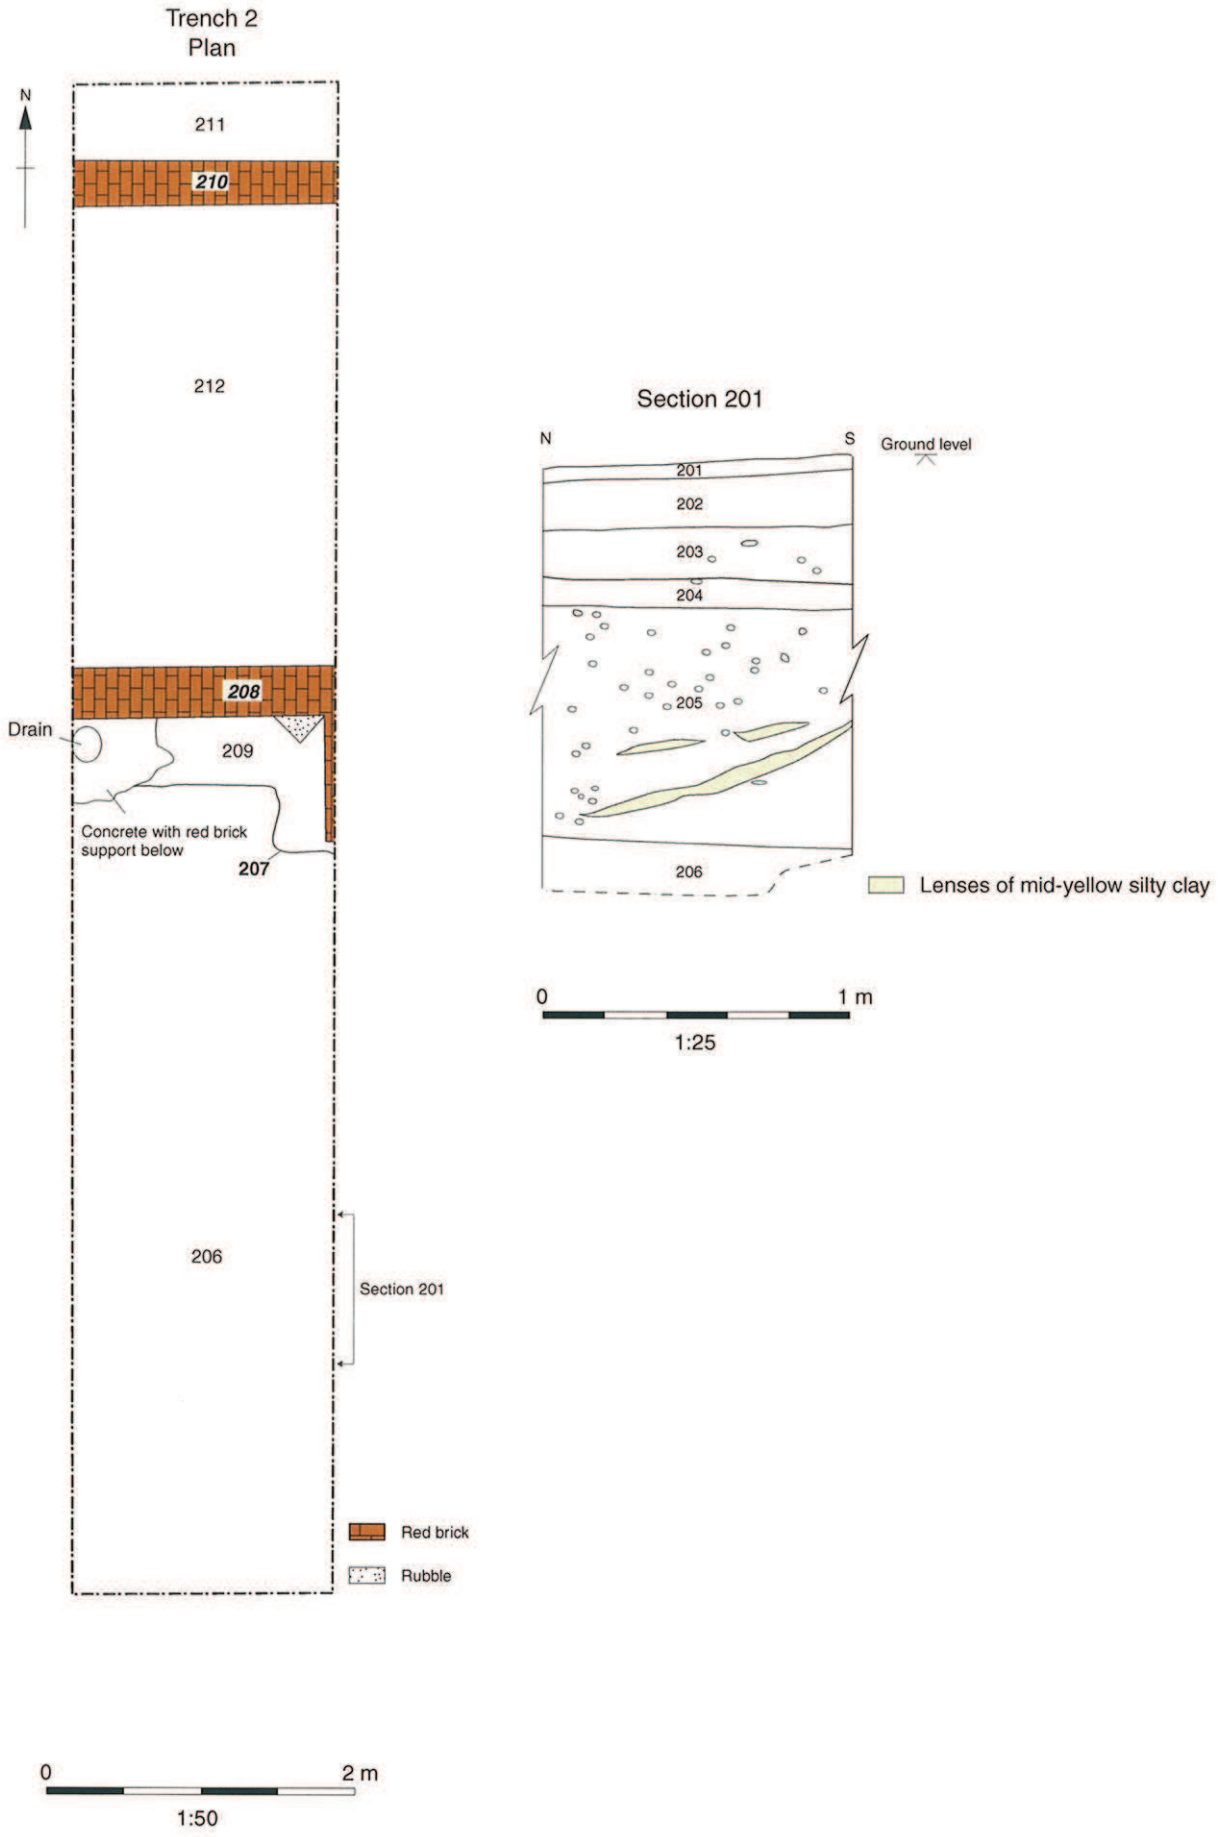 Trench 2
Plan
N
211
210
212
208
Drain
209
Concrete with red brick
support below
207
206
Section 201
Red brick
Rubble
0 2 m
1:50
Section 201
N S
Ground level
201
202
203
204
205
206
Lenses of mid-yellow silty clay
0 1 m
1:25